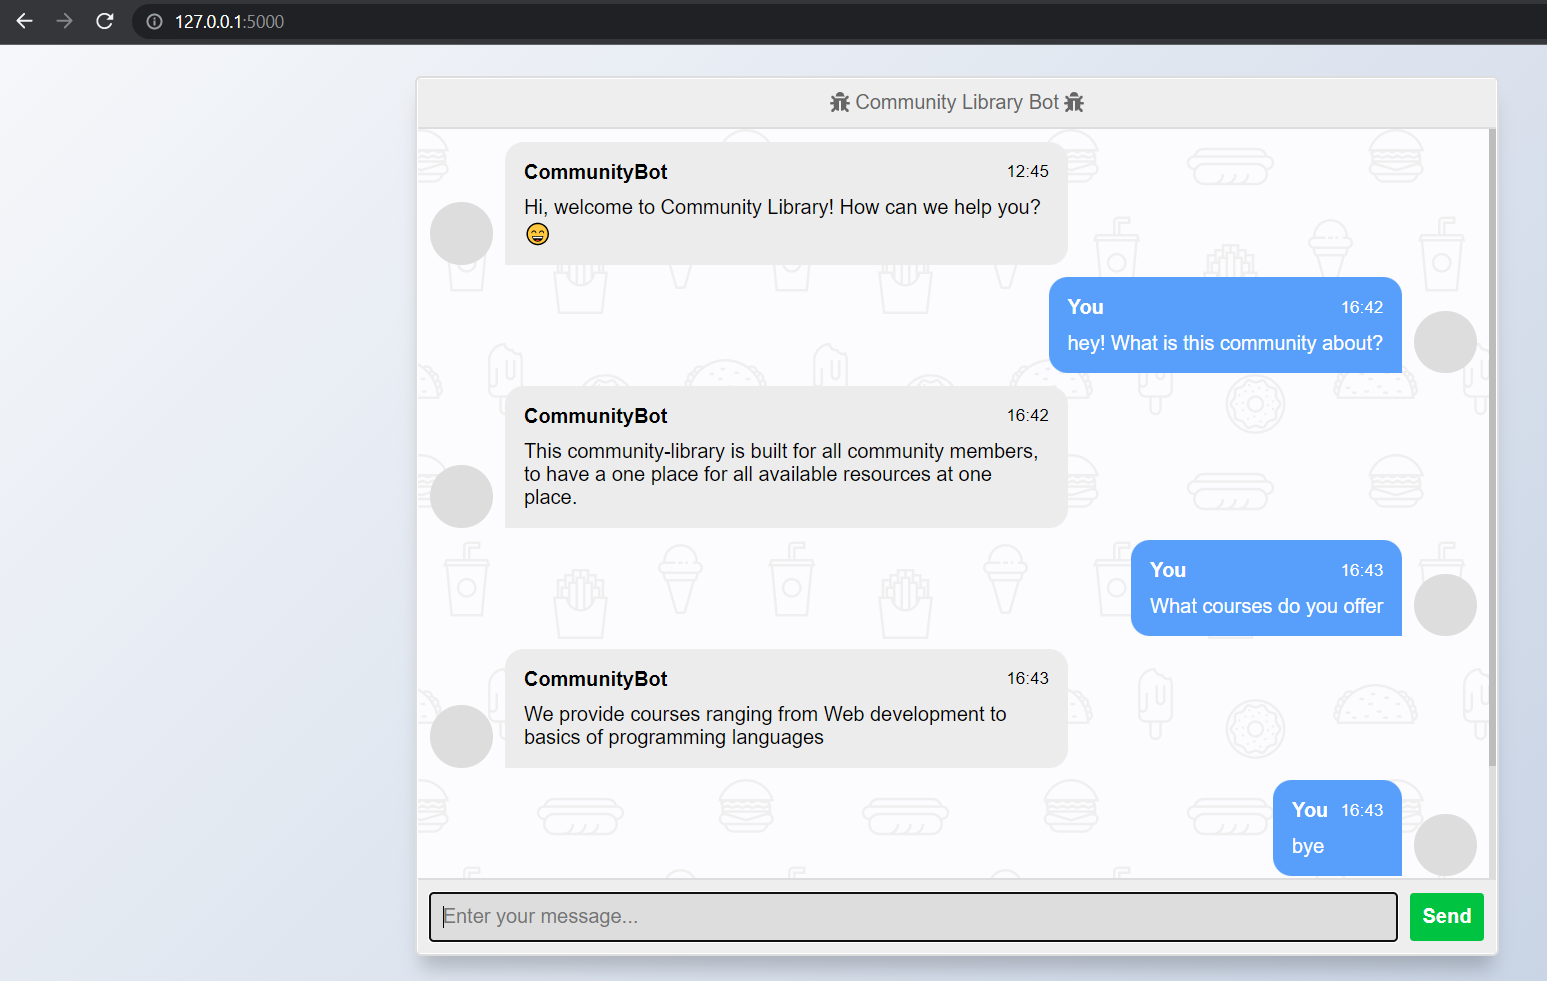 127.0.0.1:5000
Community Library Bot
CommunityBot 12:45
Hi, welcome to Community Library! How can we help you?
😄
You 16:42
hey! What is this community about?
CommunityBot 16:42
This community-library is built for all community members,
to have a one place for all available resources at one
place.
You 16:43
What courses do you offer
CommunityBot 16:43
We provide courses ranging from Web development to
basics of programming languages
You 16:43
bye
Enter your message...
Send